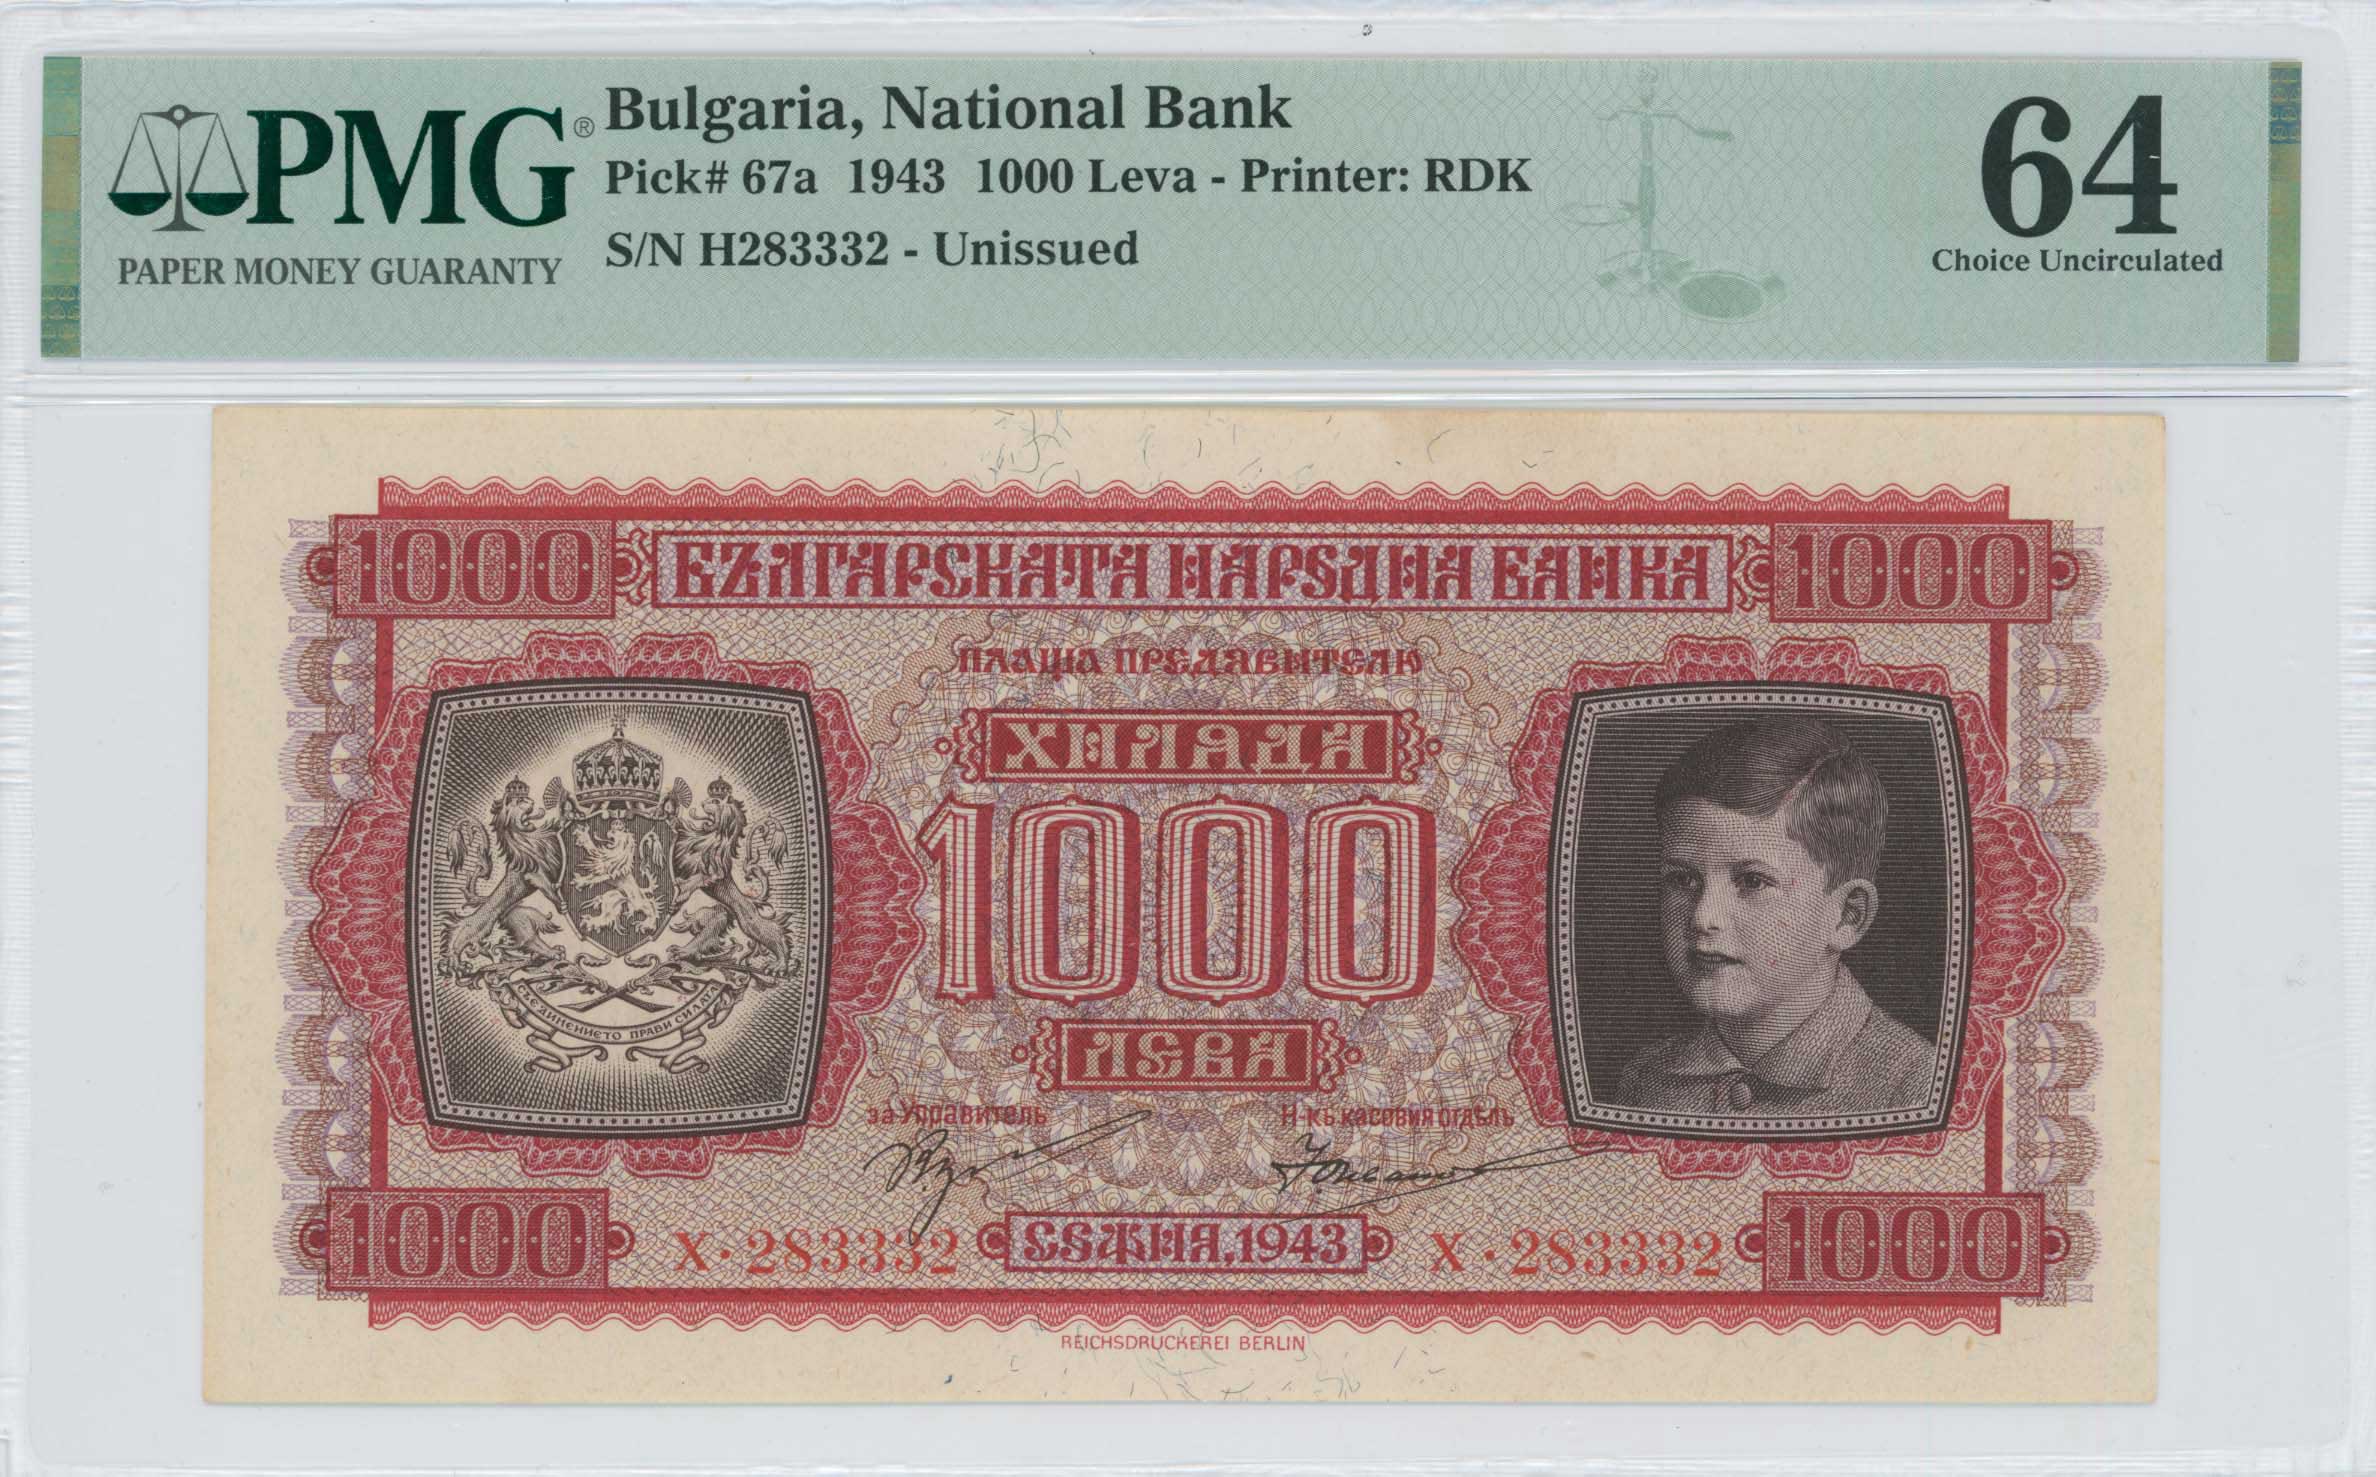 PMG®
PAPER MONEY GUARANTY
Bulgaria, National Bank
Pick# 67a 1943 1000 Leva - Printer: RDK
S/N H283332 - Unissued
64
Choice Uncirculated
1000 БЪЛГАРСКАТА НАРОДНА БАНКА 1000
ПЛАЩА ПРЕДЯВИТЕЛЮ
ХИЛЯДИ
1000
ЛЕВА
СЪЕДИНЕНИЕТО ПРАВИ СИЛАТА
за Управитель Н-къ касовия отдѣлъ
1000 Х·283332 СОФИЯ, 1943 Х·283332 1000
REICHSDRUCKEREI BERLIN